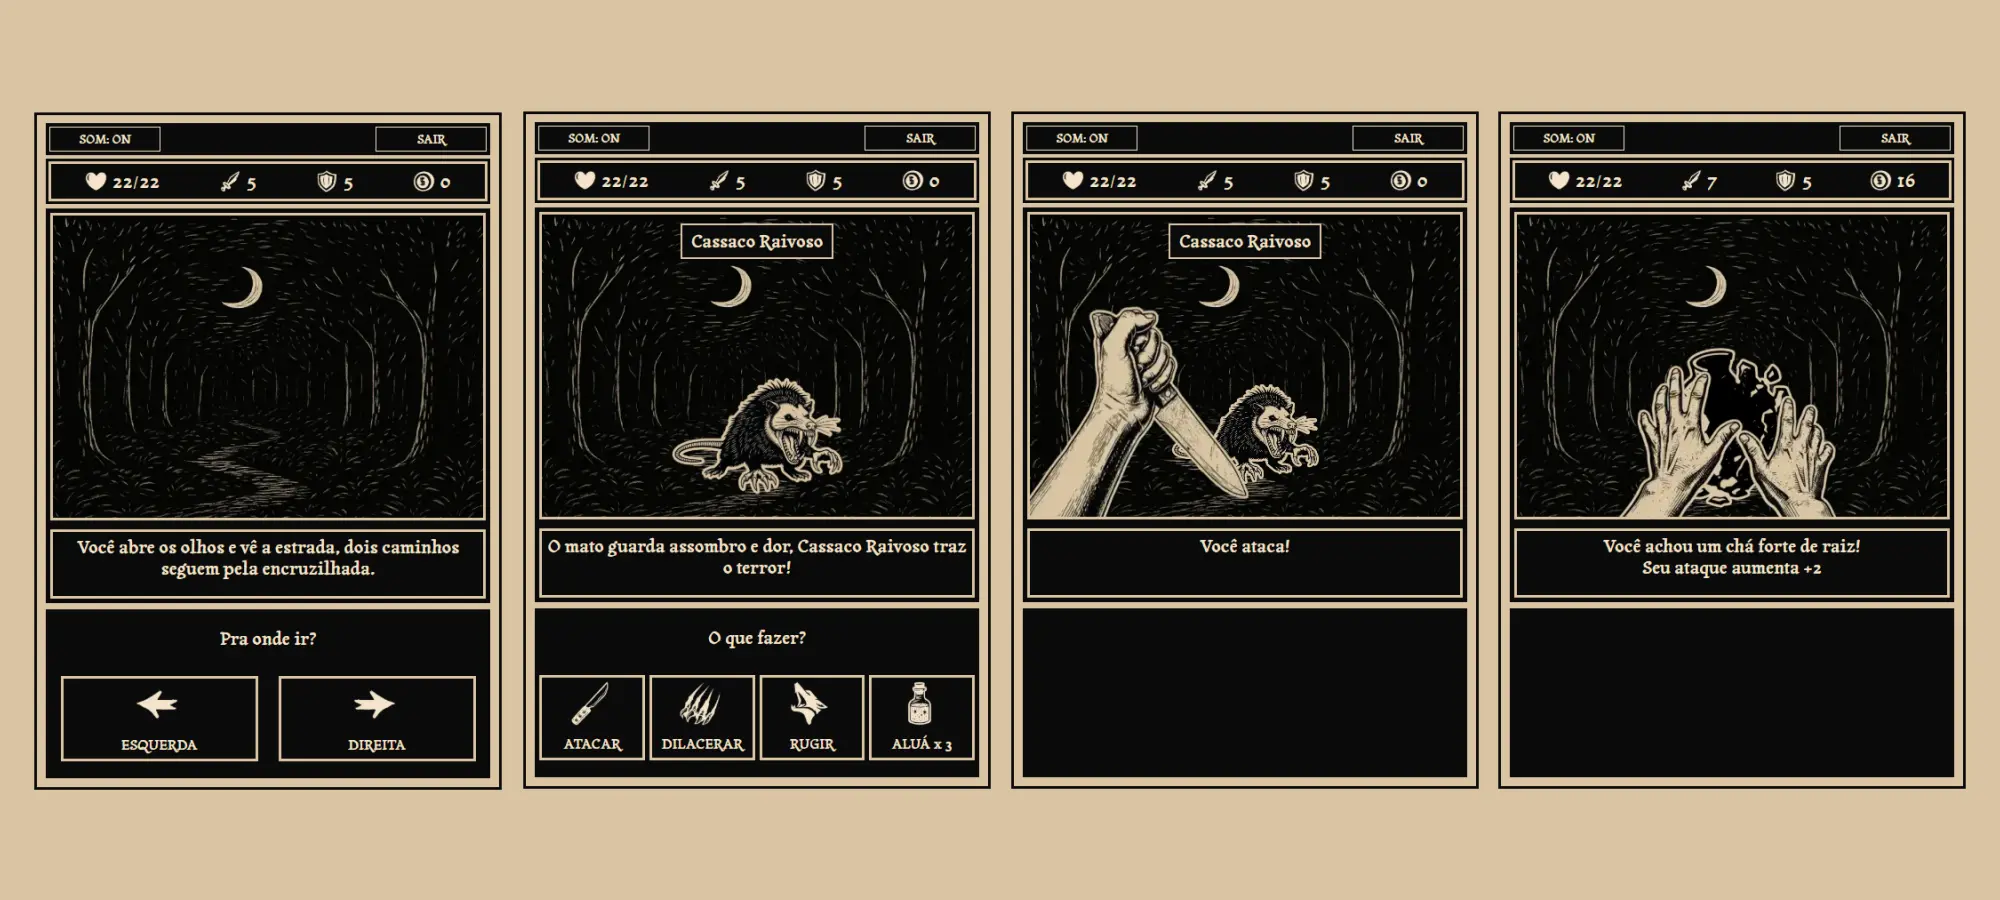 SOM: ON
SAIR
22/22
5
5
0
Você abre os olhos e vê a estrada, dois caminhos
seguem pela encruzilhada.
Pra onde ir?
ESQUERDA
DIREITA
SOM: ON
SAIR
22/22
5
5
0
Cassaco Raivoso
O mato guarda assombro e dor, Cassaco Raivoso traz
o terror!
O que fazer?
ATACAR
DILACERAR
RUGIR
ALUÁ x 3
SOM: ON
SAIR
22/22
5
5
0
Cassaco Raivoso
Você ataca!
SOM: ON
SAIR
22/22
7
5
16
Você achou um chá forte de raiz!
Seu ataque aumenta +2